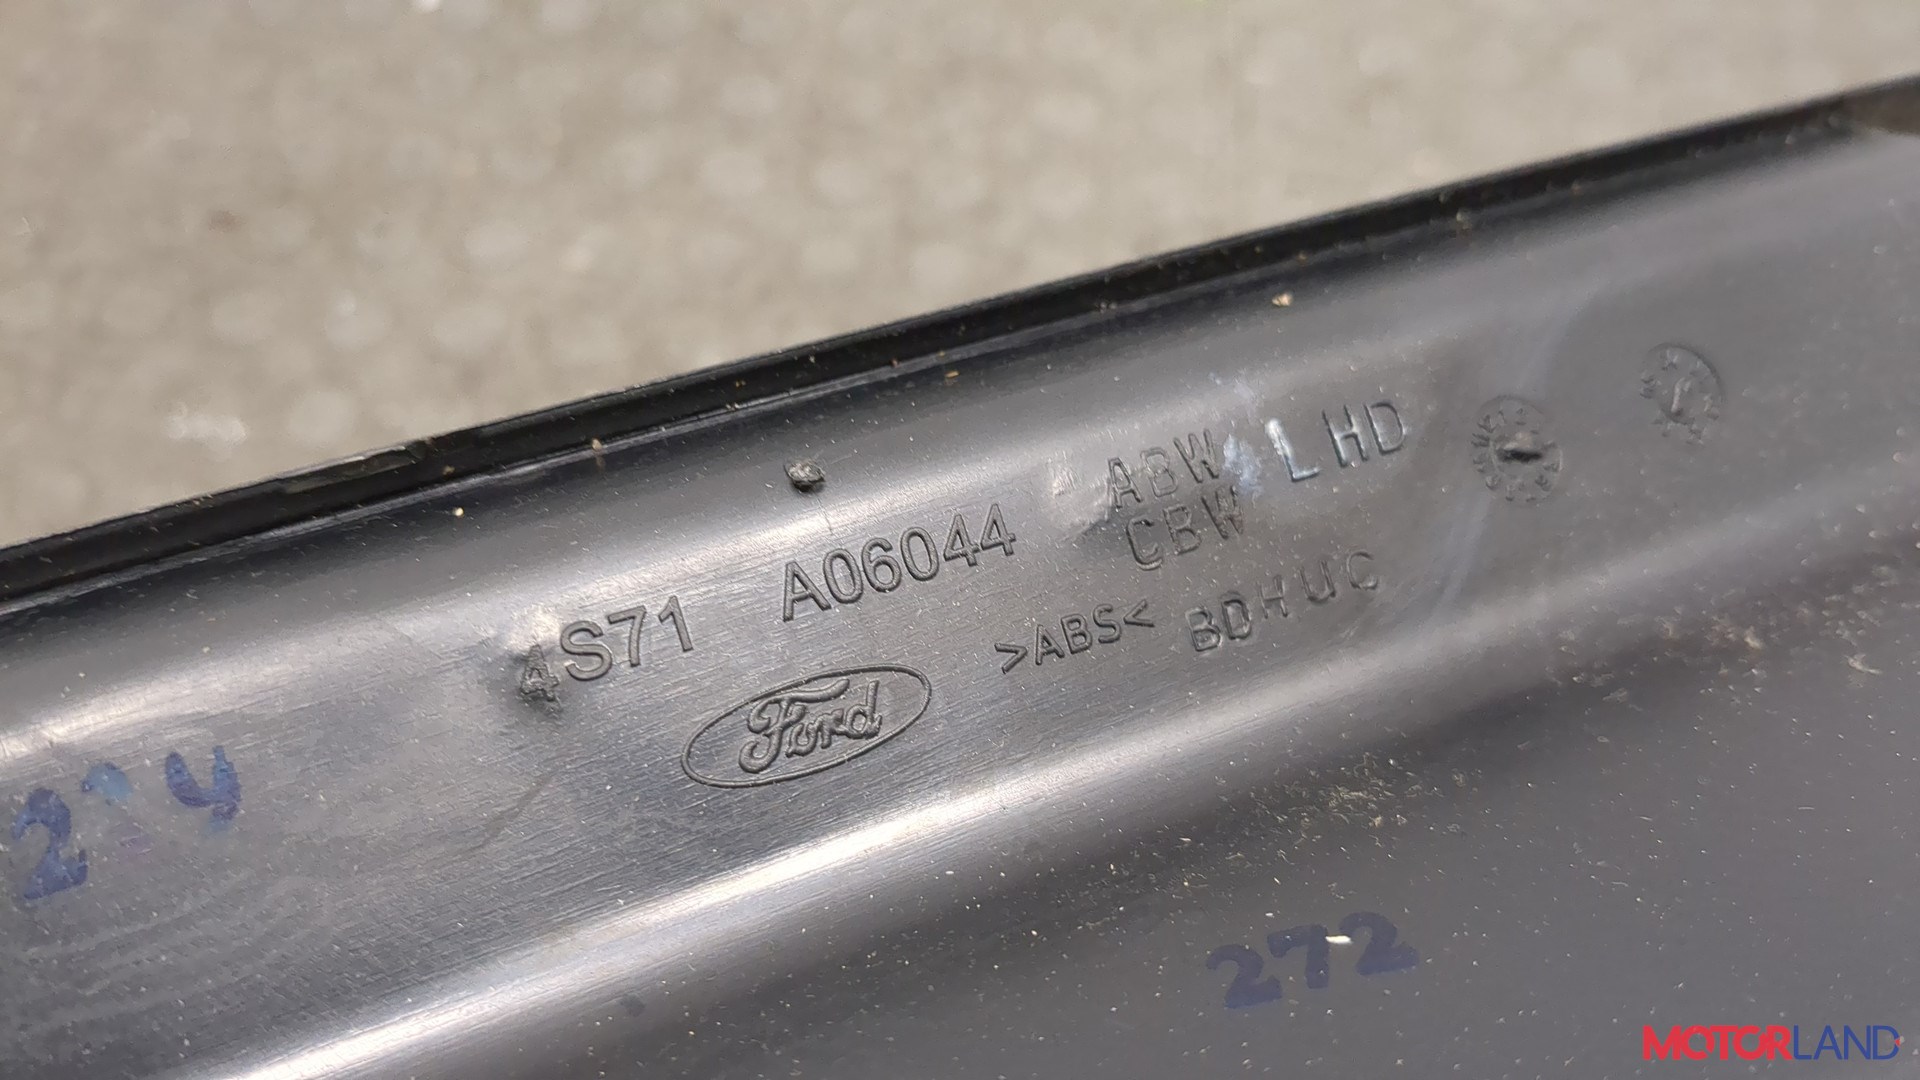 ABW LHD
4S71 A06044 CBW
>ABS< BDHUC
Ford
272
MOTORLAND